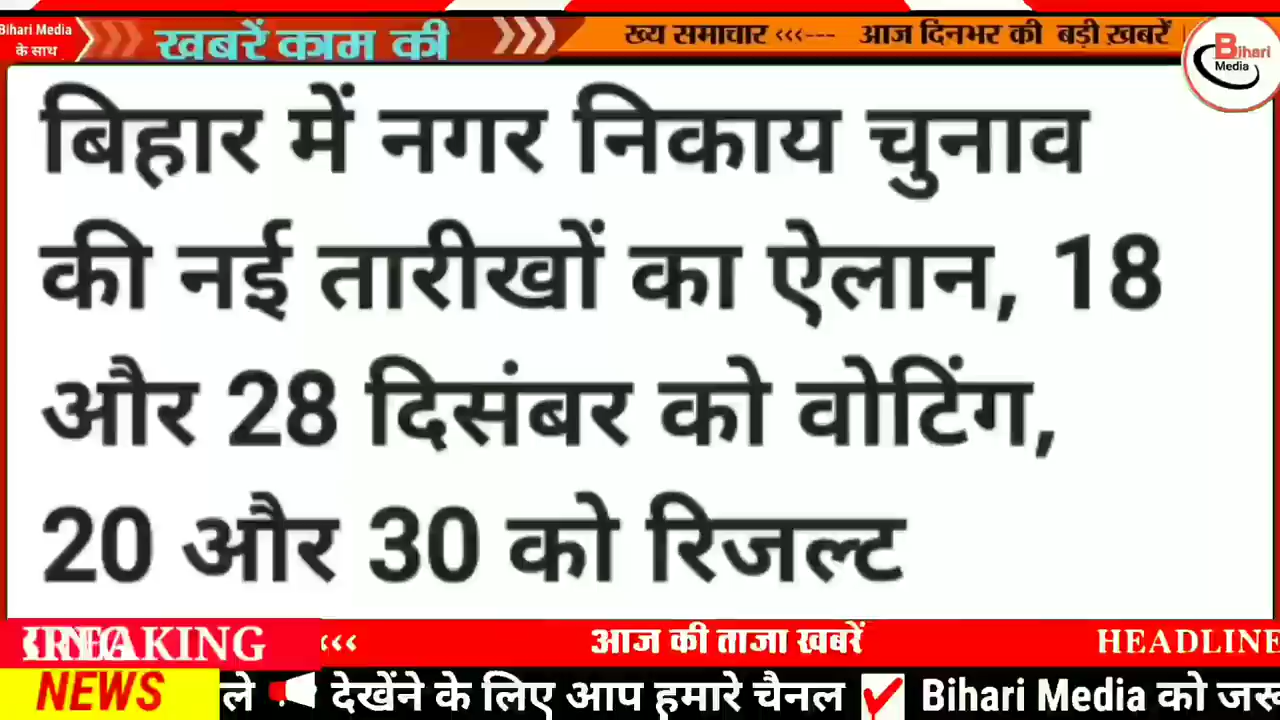 Bihari Media
के साथ
खबरें काम की
ख्य समाचार ‹‹‹--- आज दिनभर की बड़ी ख़बरें
Bihari
Media
बिहार में नगर निकाय चुनाव
की नई तारीखों का ऐलान, 18
और 28 दिसंबर को वोटिंग,
20 और 30 को रिजल्ट
‹‹‹ आज की ताजा खबरें HEADLINE
NEWS
ले देखेंने के लिए आप हमारे चैनल Bihari Media को जस